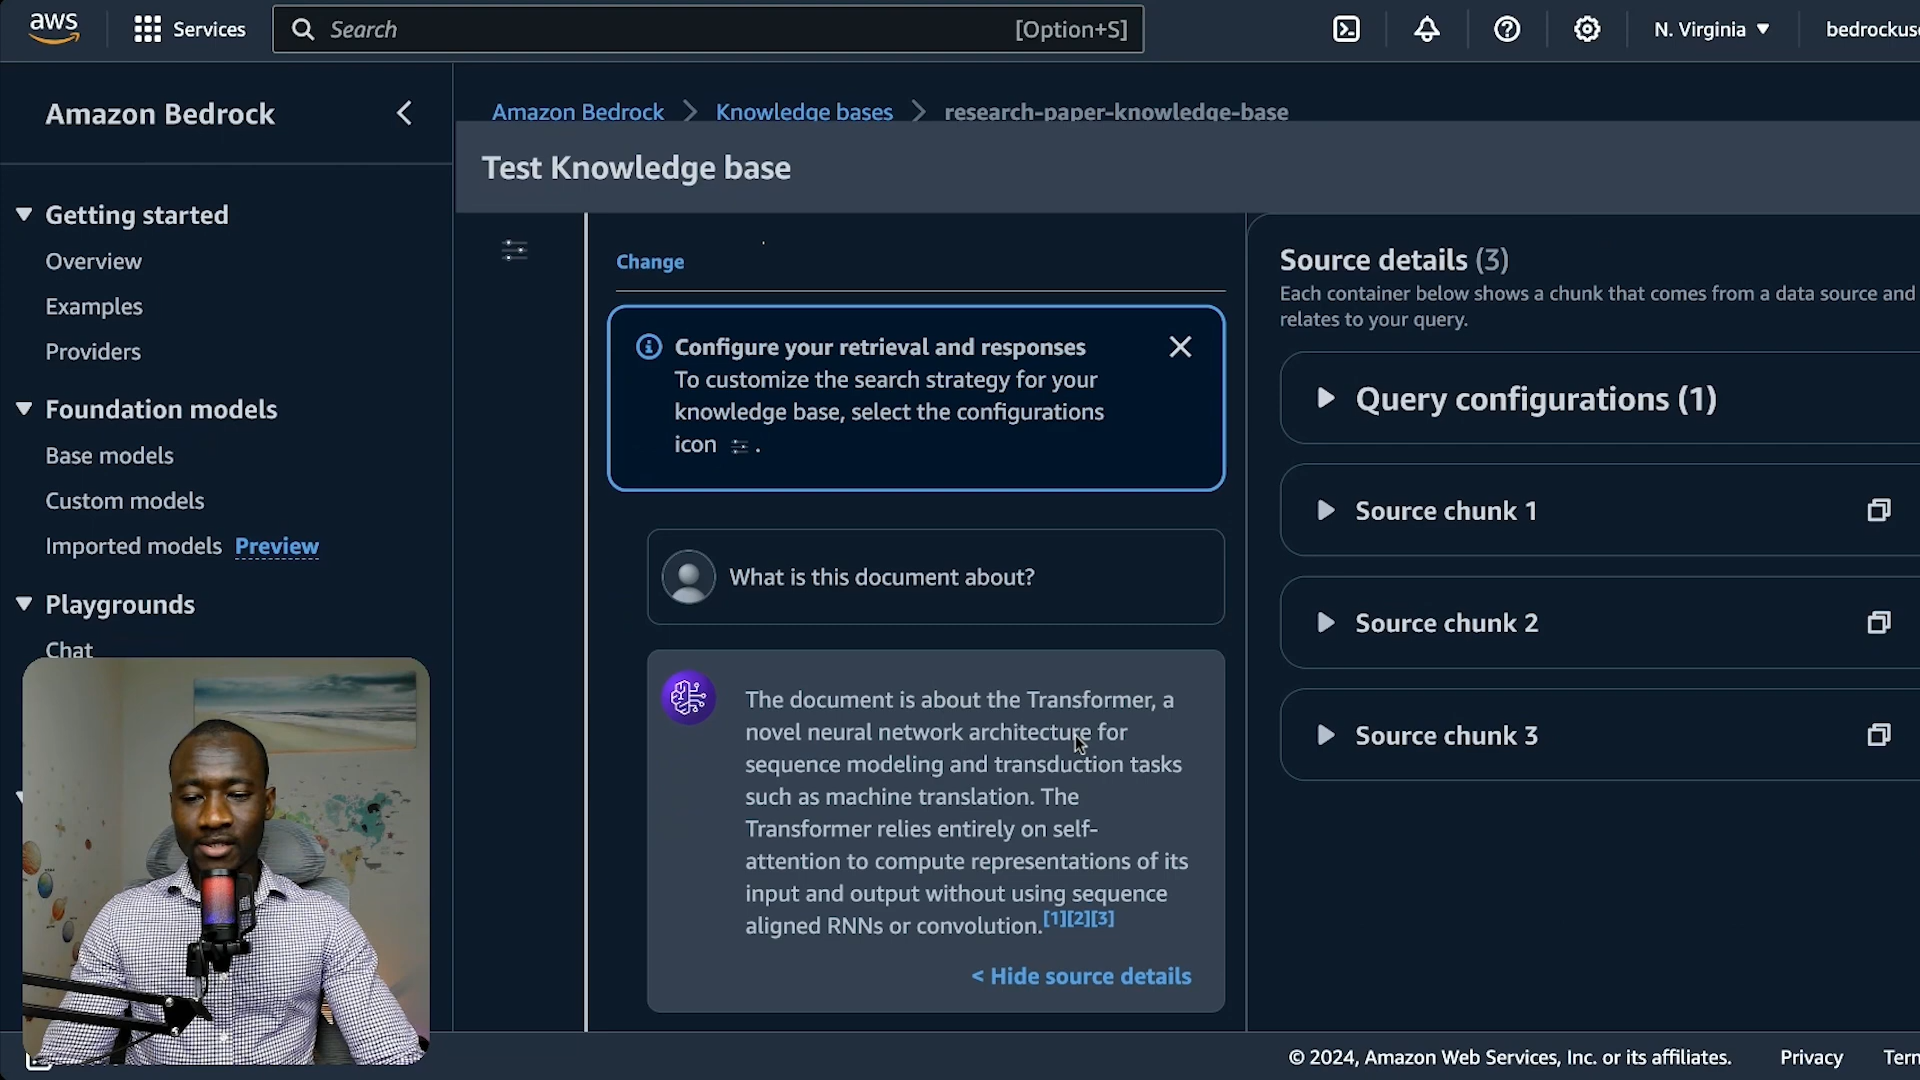 aws
Services
Search
[Option+S]
N. Virginia
bedrockuse
Amazon Bedrock
Getting started
Overview
Examples
Providers
Foundation models
Base models
Custom models
Imported models Preview
Playgrounds
Chat
Amazon Bedrock
Knowledge bases
research-paper-knowledge-base
Test Knowledge base
Change
Configure your retrieval and responses
To customize the search strategy for your
knowledge base, select the configurations
icon .
What is this document about?
The document is about the Transformer, a
novel neural network architecture for
sequence modeling and transduction tasks
such as machine translation. The
Transformer relies entirely on self-
attention to compute representations of its
input and output without using sequence
aligned RNNs or convolution.[1][2][3]
< Hide source details
Source details (3)
Each container below shows a chunk that comes from a data source and
relates to your query.
Query configurations (1)
Source chunk 1
Source chunk 2
Source chunk 3
© 2024, Amazon Web Services, Inc. or its affiliates.
Privacy
Tern